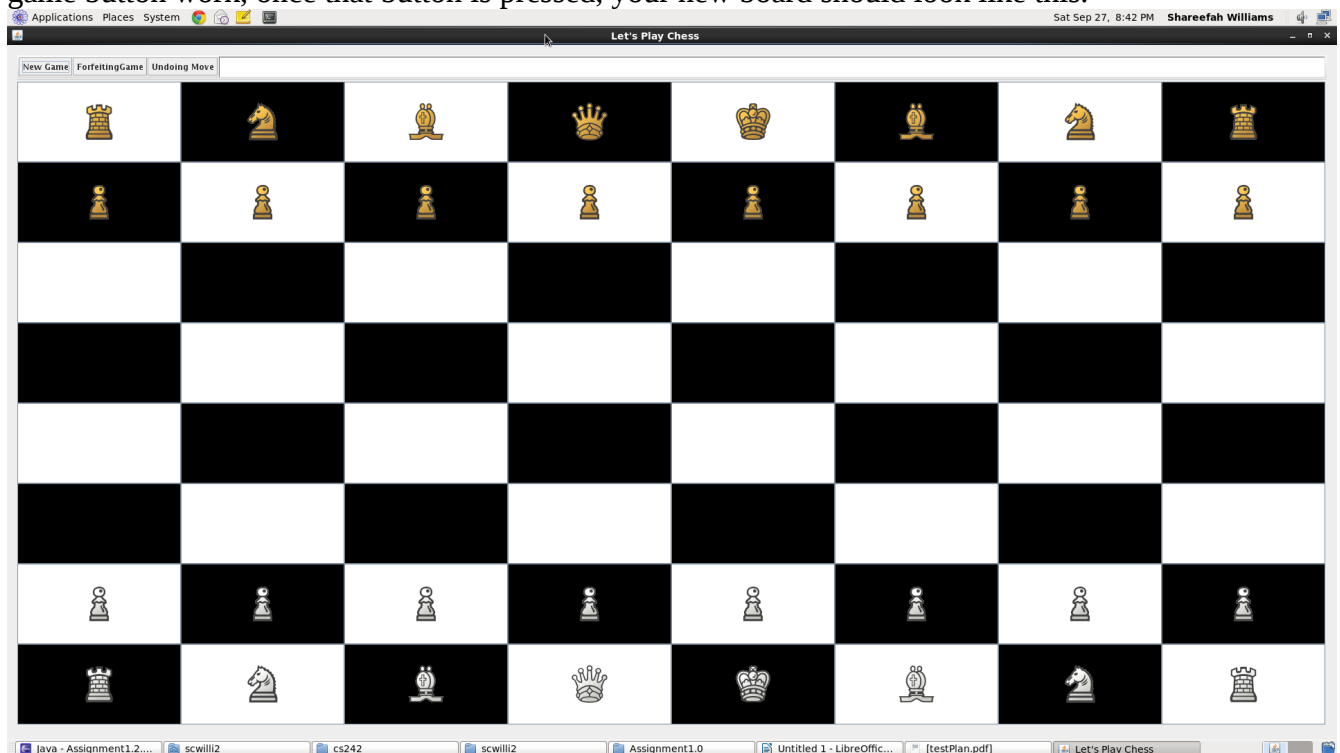 game button work, once that button is pressed, your new board should look like this:
Applications Places System Sat Sep 27, 8:42 PM Shareefah Williams
Let's Play Chess
New Game ForfeitingGame Undoing Move
Java - Assignment1.2.... scwilli2 cs242 scwilli2 Assignment1.0 Untitled 1 - LibreOffic... [testPlan.pdf] Let's Play Chess